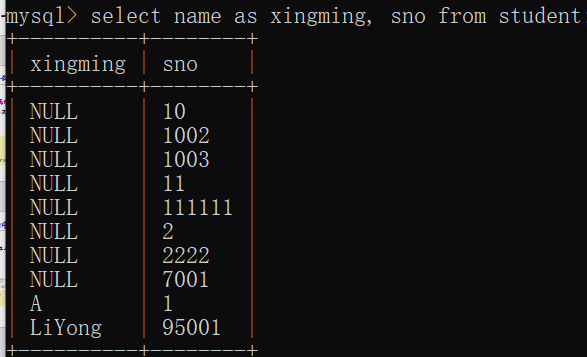 mysql> select name as xingming, sno from student
+----------+--------+
| xingming | sno    |
+----------+--------+
| NULL     | 10     |
| NULL     | 1002   |
| NULL     | 1003   |
| NULL     | 11     |
| NULL     | 111111 |
| NULL     | 2      |
| NULL     | 2222   |
| NULL     | 7001   |
| A        | 1      |
| LiYong   | 95001  |
+----------+--------+